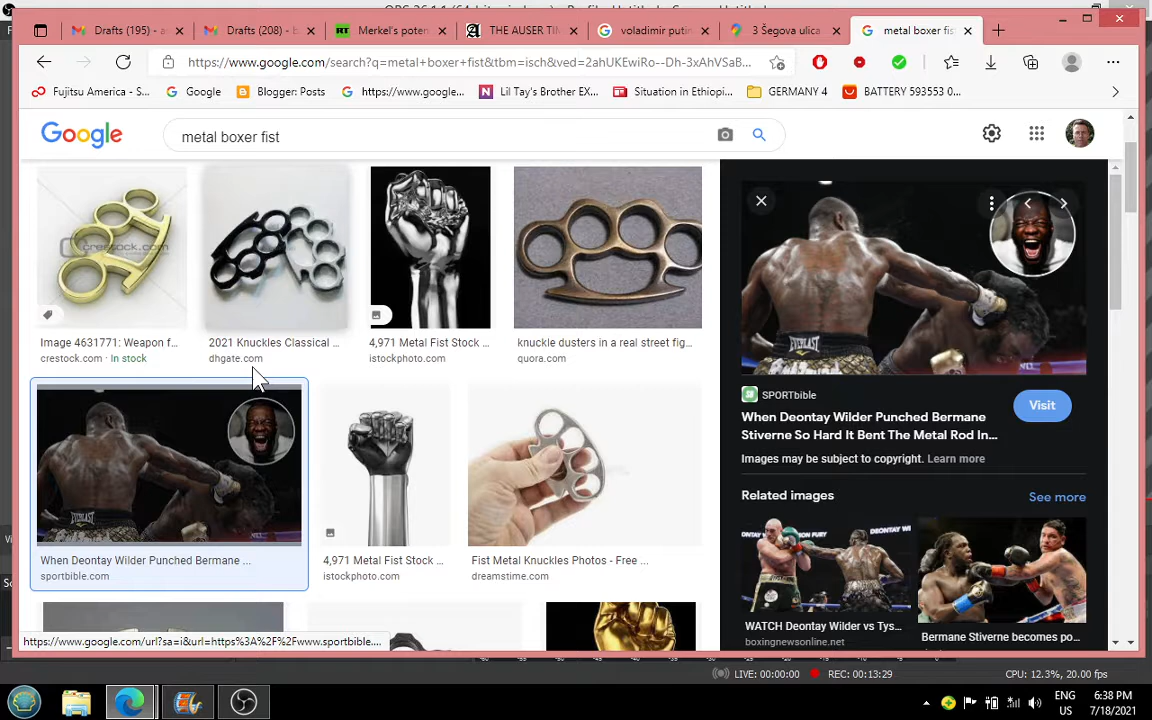 Drafts (195) - a
Drafts (208) - b
RT Merkel's poten
THE AUSER TIM
voladimir putin
3 Šegova ulica
metal boxer fis
https://www.google.com/search?q=metal+boxer+fist&tbm=isch&ved=2ahUKEwiRo--Dh-3xAhVSaB...
Fujitsu America - S...
Google
Blogger: Posts
https://www.google...
Lil Tay's Brother EX...
Situation in Ethiopi...
GERMANY 4
BATTERY 593553 0...
Google
metal boxer fist
Image 4631771: Weapon f...
crestock.com · In stock
2021 Knuckles Classical ...
dhgate.com
4,971 Metal Fist Stock ...
istockphoto.com
knuckle dusters in a real street fig...
quora.com
When Deontay Wilder Punched Bermane ...
sportbible.com
4,971 Metal Fist Stock ...
istockphoto.com
Fist Metal Knuckles Photos - Free ...
dreamstime.com
EVERLAST
SPORTbible
When Deontay Wilder Punched Bermane
Stiverne So Hard It Bent The Metal Rod In...
Visit
Images may be subject to copyright. Learn more
Related images
See more
WATCH Deontay Wilder vs Tys...
boxingnewsonline.net
Bermane Stiverne becomes po...
https://www.google.com/url?sa=i&url=https%3A%2F%2Fwww.sportbible....
LIVE: 00:00:00
REC: 00:13:29
CPU: 12.3%, 20.00 fps
ENG
US
6:38 PM
7/18/2021